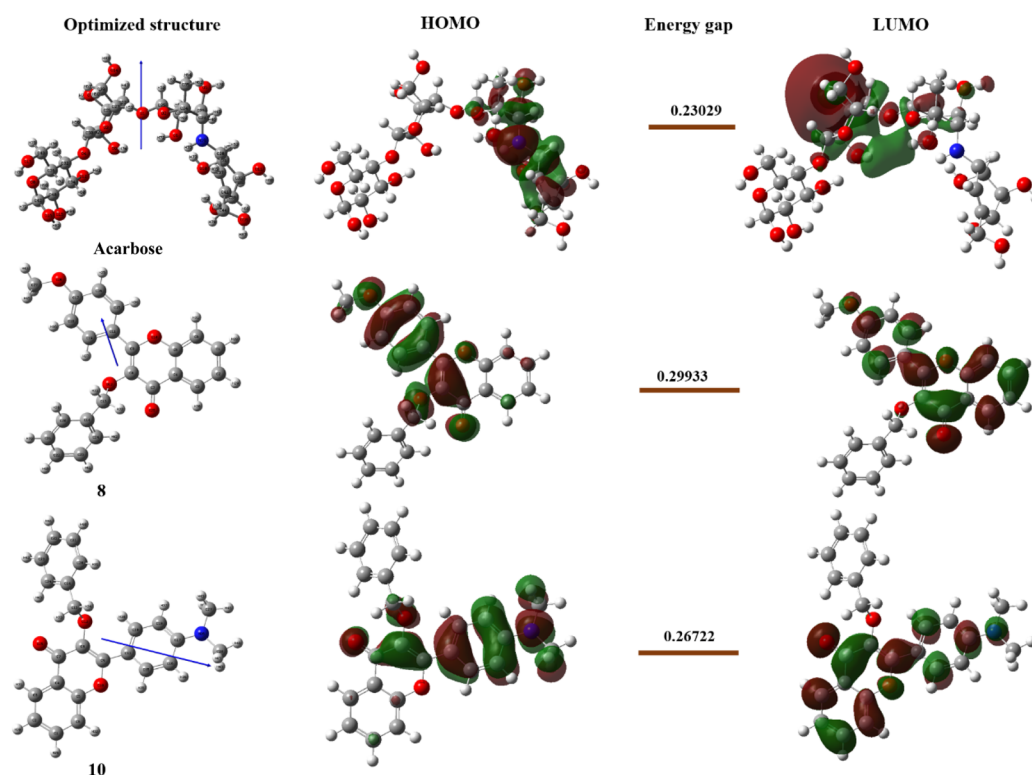 Optimized structure HOMO Energy gap LUMO
0.23029
Acarbose
0.29933
8
0.26722
10